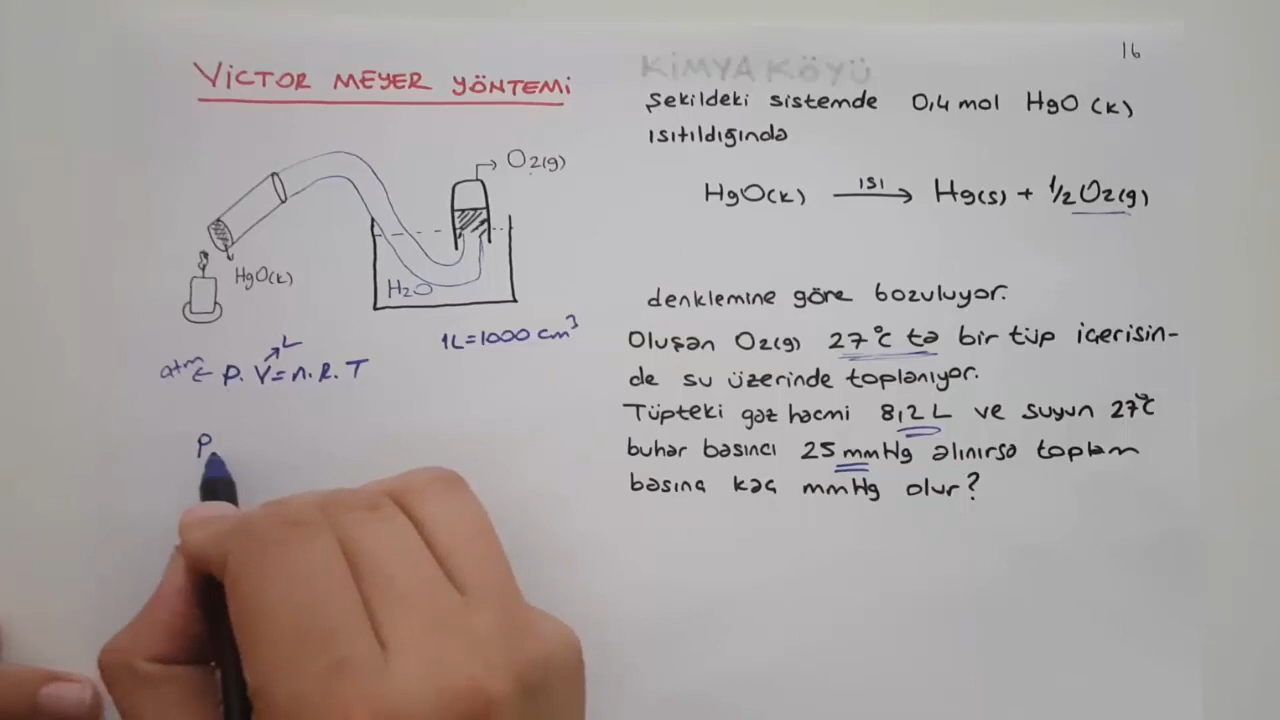 VİCTOR MEYER YÖNTEMİ
O2(g)
HgO(k)
H2O
1L=1000 cm³
L
atm ← P. V = n. R. T
P
16
KİMYA KÖYÜ
Şekildeki sistemde 0,4 mol HgO (k)
ısıtıldığında
HgO(k) ısı → Hg(s) + 1/2 O2(g)
denklemine göre bozuluyor.
Oluşan O2(g) 27°C ta bir tüp içerisin-
de su üzerinde toplanıyor.
Tüpteki gaz hacmi 8,2 L ve suyun 27°C
buhar basıncı 25 mmHg alınırsa toplam
basınç kaç mmHg olur?